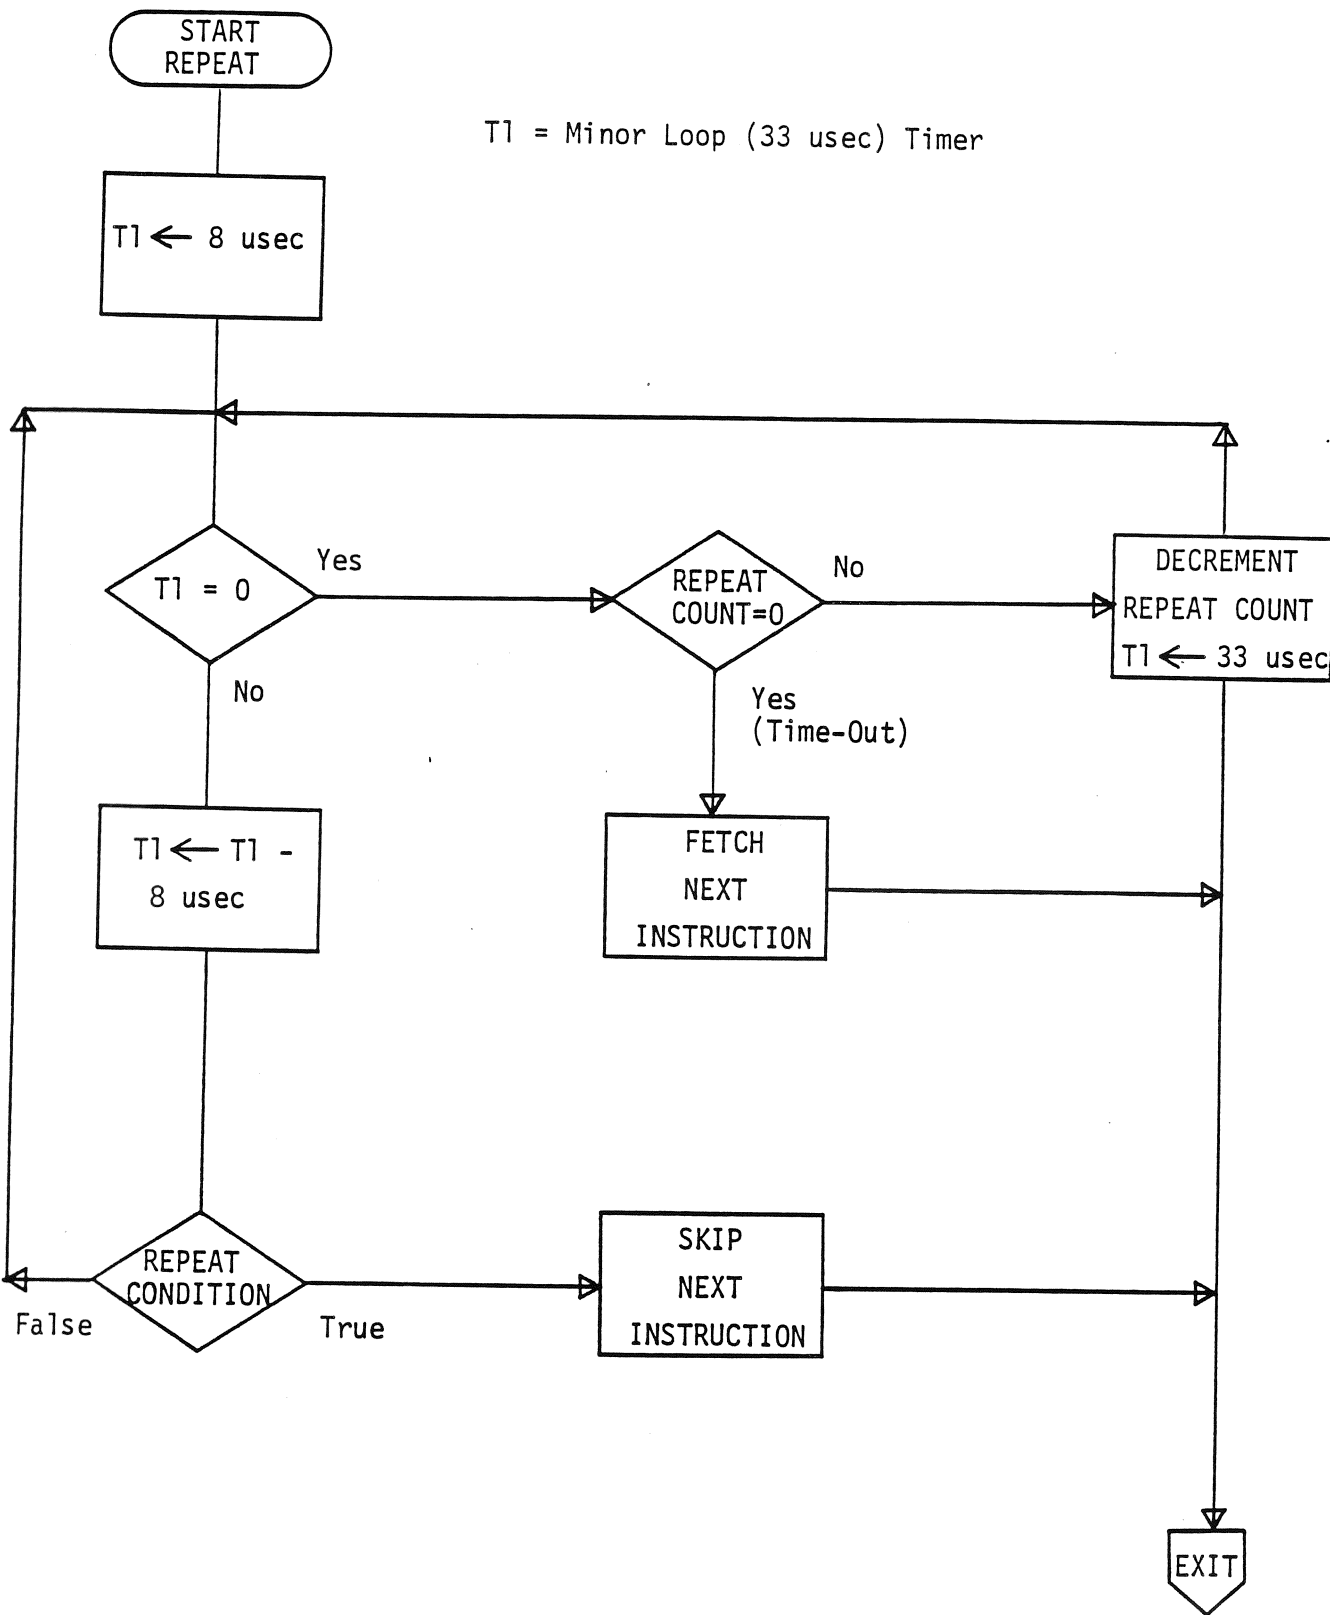 START
REPEAT
T1 = Minor Loop (33 usec) Timer
T1 ← 8 usec
T1 = 0
Yes
No
REPEAT
COUNT=0
No
Yes
(Time-Out)
DECREMENT
REPEAT COUNT
T1 ← 33 usec
T1 ← T1 -
8 usec
FETCH
NEXT
INSTRUCTION
REPEAT
CONDITION
False
True
SKIP
NEXT
INSTRUCTION
EXIT